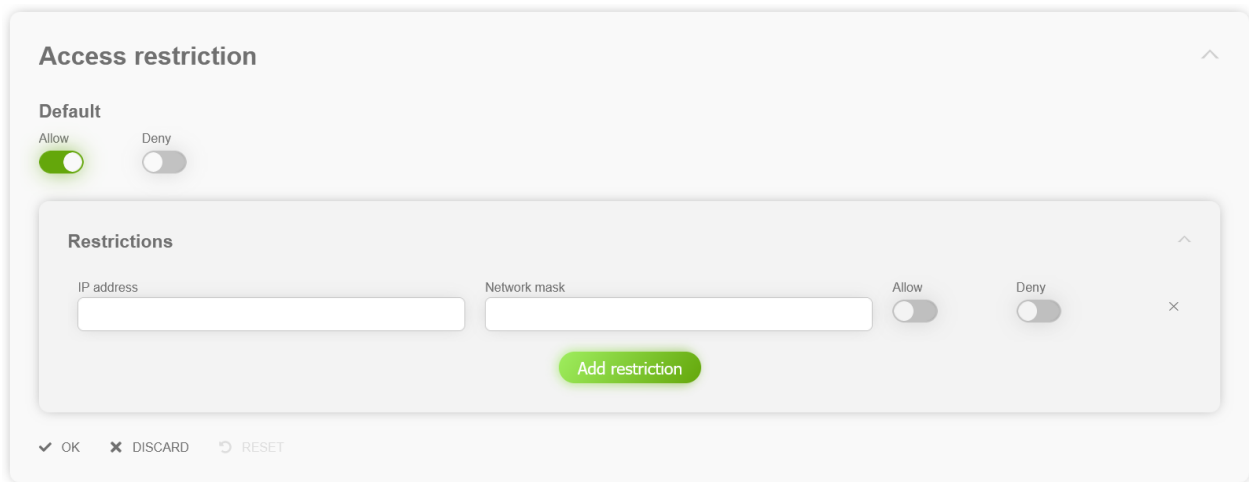 Access restriction
Default
Allow Deny
Restrictions
IP address Network mask Allow Deny
Add restriction
OK DISCARD RESET